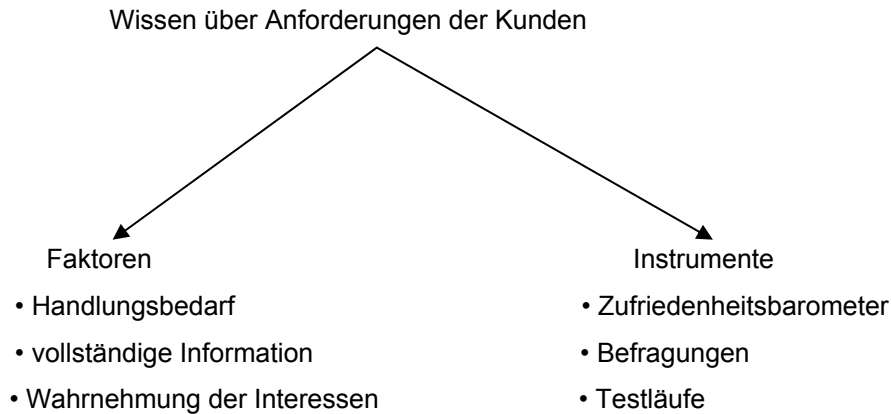 Wissen über Anforderungen der Kunden
Faktoren
• Handlungsbedarf
• vollständige Information
• Wahrnehmung der Interessen
Instrumente
• Zufriedenheitsbarometer
• Befragungen
• Testläufe